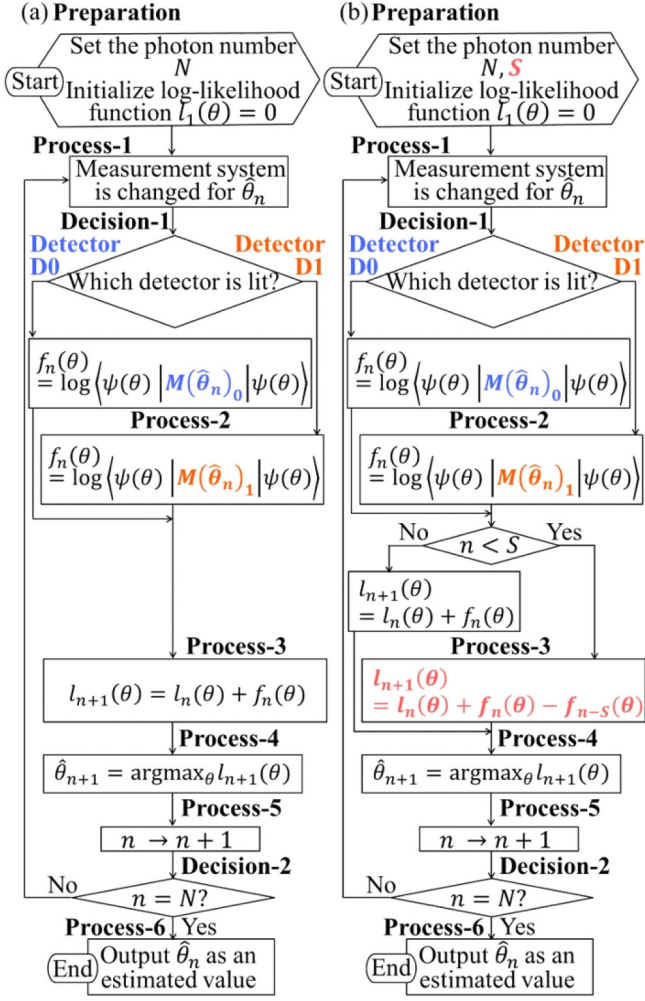 (a) Preparation
Set the photon number
N
Start
Initialize log-likelihood
function l₁(θ) = 0
Process-1
Measurement system
is changed for θ̂ₙ
Decision-1
Detector
D0
Detector
D1
Which detector is lit?
fₙ(θ)
= log⟨ψ(θ) |M(θ̂ₙ)₀|ψ(θ)⟩
Process-2
fₙ(θ)
= log⟨ψ(θ) |M(θ̂ₙ)₁|ψ(θ)⟩
Process-3
lₙ₊₁(θ) = lₙ(θ) + fₙ(θ)
Process-4
θ̂ₙ₊₁ = argmax_θ lₙ₊₁(θ)
Process-5
n → n + 1
Decision-2
No
n = N?
Process-6 Yes
End
Output θ̂ₙ as an
estimated value
(b) Preparation
Set the photon number
N, S
Start
Initialize log-likelihood
function l₁(θ) = 0
Process-1
Measurement system
is changed for θ̂ₙ
Decision-1
Detector
D0
Detector
D1
Which detector is lit?
fₙ(θ)
= log⟨ψ(θ) |M(θ̂ₙ)₀|ψ(θ)⟩
Process-2
fₙ(θ)
= log⟨ψ(θ) |M(θ̂ₙ)₁|ψ(θ)⟩
No
n < S
Yes
lₙ₊₁(θ)
= lₙ(θ) + fₙ(θ)
Process-3
lₙ₊₁(θ)
= lₙ(θ) + fₙ(θ) − fₙ₋S(θ)
Process-4
θ̂ₙ₊₁ = argmax_θ lₙ₊₁(θ)
Process-5
n → n + 1
Decision-2
No
n = N?
Process-6 Yes
End
Output θ̂ₙ as an
estimated value